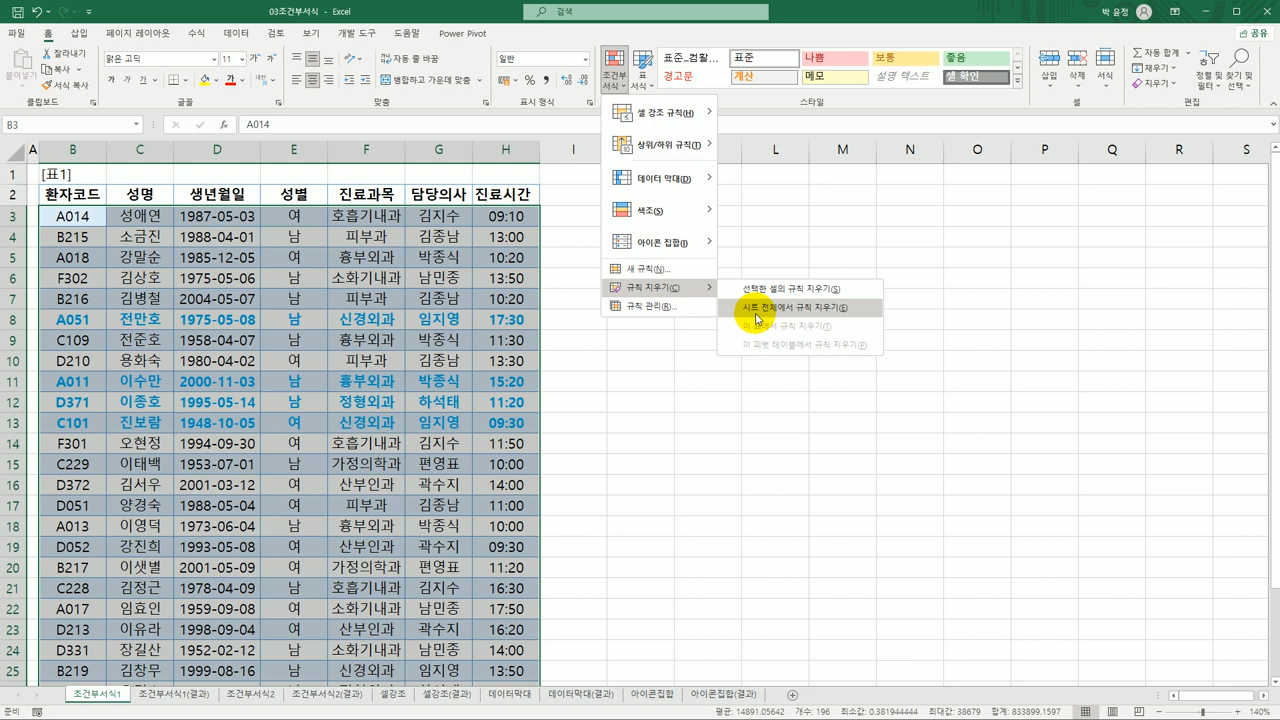 03조건부서식 - Excel
검색
박 윤정
파일 홈 삽입 페이지 레이아웃 수식 데이터 검토 보기 개발 도구 도움말 Power Pivot
공유
붙여넣기
잘라내기
복사
서식 복사
클립보드
맑은 고딕 11
가 가 가
글꼴
자동 줄 바꿈
병합하고 가운데 맞춤
맞춤
일반
표시 형식
조건부 서식
표 서식
표준_컴활... 표준 나쁨 보통 좋음
경고문 계산 메모 설명 텍스트 셀 확인
스타일
삽입 삭제 서식
셀
자동 합계
채우기
지우기
정렬 및 필터
찾기 및 선택
편집
B3 A014
셀 강조 규칙(H)
상위/하위 규칙(T)
데이터 막대(D)
색조(S)
아이콘 집합(I)
새 규칙(N)...
규칙 지우기(C)
규칙 관리(R)...
선택한 셀의 규칙 지우기(S)
시트 전체에서 규칙 지우기(E)
이 표에서 규칙 지우기(T)
이 피벗 테이블에서 규칙 지우기(P)
A B C D E F G H I L M N O P Q R S
1 [표1]
2 환자코드 성명 생년월일 성별 진료과목 담당의사 진료시간
3 A014 성애연 1987-05-03 여 호흡기내과 김지수 09:10
4 B215 소금진 1988-04-01 남 피부과 김종남 13:00
5 A018 강말순 1985-12-05 여 흉부외과 박종식 10:20
6 F302 김상호 1975-05-06 남 소화기내과 남민종 13:50
7 B216 김병철 2004-05-07 남 피부과 김종남 10:20
8 A051 전만호 1975-05-08 남 신경외과 임지영 17:30
9 C109 전준호 1958-04-07 남 흉부외과 박종식 11:30
10 D210 용화숙 1980-04-02 여 피부과 김종남 13:30
11 A011 이수만 2000-11-03 남 흉부외과 박종식 15:20
12 D371 이종호 1995-05-14 남 정형외과 하석태 11:20
13 C101 진보람 1948-10-05 여 신경외과 임지영 09:30
14 F301 오현정 1994-09-30 여 호흡기내과 김지수 11:50
15 C229 이태백 1953-07-01 남 가정의학과 편영표 10:00
16 D372 김서우 2001-03-12 여 산부인과 곽수지 14:00
17 D051 양경숙 1988-05-04 여 피부과 김종남 11:00
18 A013 이영덕 1973-06-04 남 흉부외과 박종식 10:00
19 D052 강진희 1993-05-08 여 산부인과 곽수지 09:30
20 B217 이샛별 2001-05-09 여 가정의학과 편영표 11:20
21 C228 김정근 1978-04-09 남 호흡기내과 김지수 16:30
22 A017 임효인 1959-09-08 여 소화기내과 남민종 17:50
23 D213 이유라 1998-09-04 여 산부인과 곽수지 16:20
24 D331 장길산 1952-02-12 남 소화기내과 남민종 14:00
25 B219 김창무 1999-08-16 남 신경외과 임지영 13:50
조건부서식1 조건부서식1(결과) 조건부서식2 조건부서식2(결과) 셀강조 셀강조(결과) 데이터막대 데이터막대(결과) 아이콘집합 아이콘집합(결과)
준비 평균: 14891.05642 개수: 196 최소값: 0.381944444 최대값: 38679 합계: 833899.1597 140%